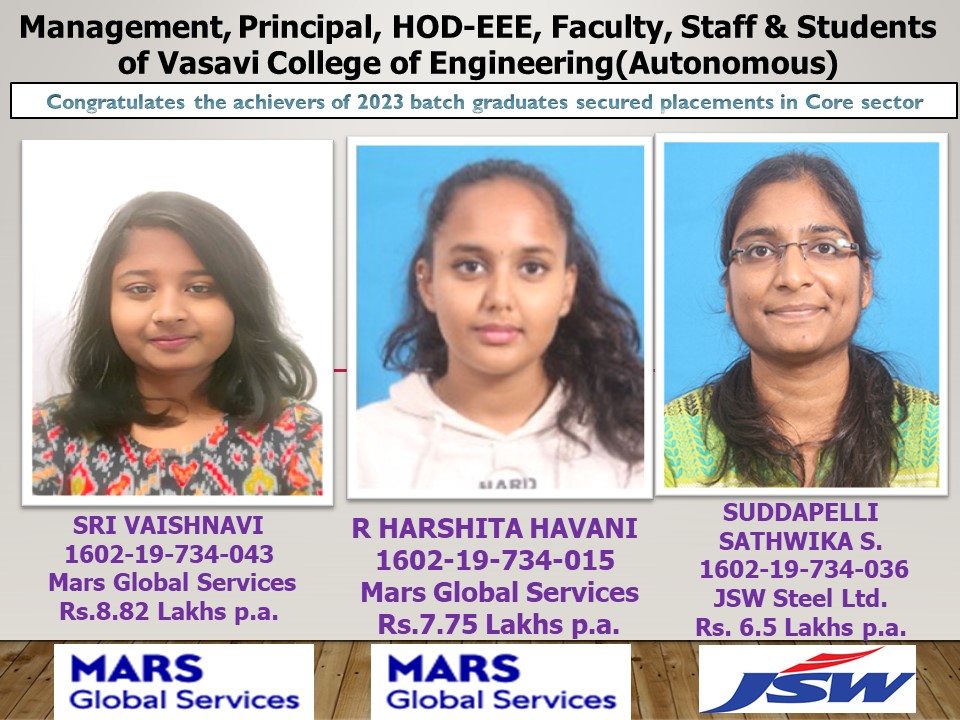 Management, Principal, HOD-EEE, Faculty, Staff & Students
of Vasavi College of Engineering(Autonomous)
Congratulates the achievers of 2023 batch graduates secured placements in Core sector
SRI VAISHNAVI
1602-19-734-043
Mars Global Services
Rs.8.82 Lakhs p.a.
R HARSHITA HAVANI
1602-19-734-015
Mars Global Services
Rs.7.75 Lakhs p.a.
SUDDAPELLI
SATHWIKA S.
1602-19-734-036
JSW Steel Ltd.
Rs. 6.5 Lakhs p.a.
MARS
Global Services
MARS
Global Services
JSW